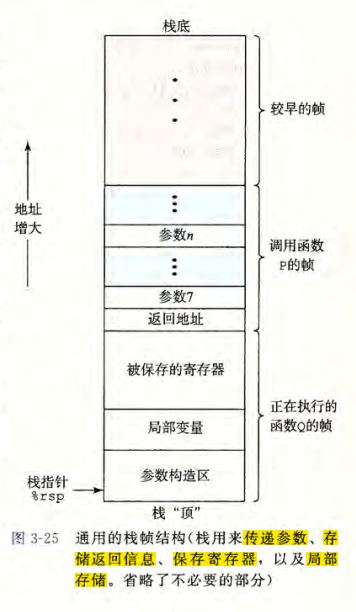 栈底
较早的帧
地址
增大
参数n
调用函数
P的帧
参数7
返回地址
被保存的寄存器
正在执行的
函数Q的帧
局部变量
栈指针
%rsp
参数构造区
栈“顶”
图 3-25 通用的栈帧结构(栈用来传递参数、存
储返回信息、保存寄存器，以及局部
存储。省略了不必要的部分)